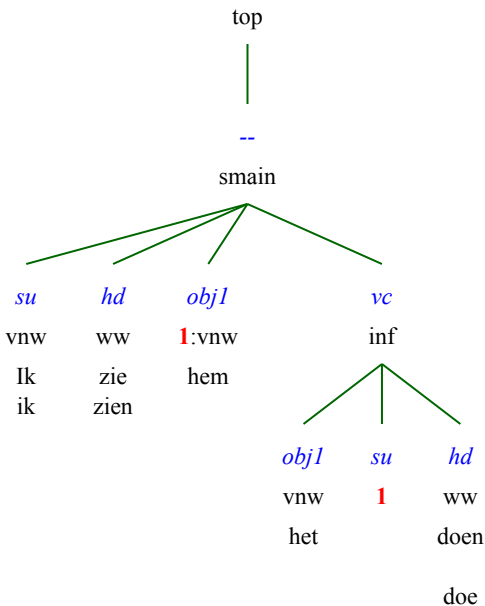 top
--
smain
su hd obj1 vc
vnw ww 1:vnw inf
Ik zie hem
ik zien
obj1 su hd
vnw 1 ww
het doen
doe